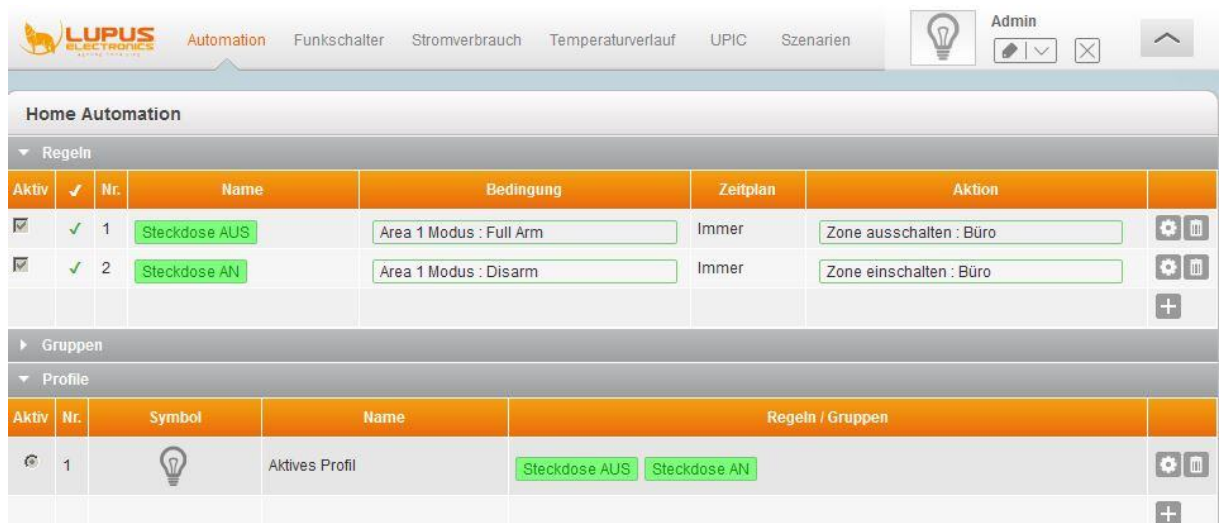 LUPUS
ELECTRONICS
Automation Funkschalter Stromverbrauch Temperaturverlauf UPIC Szenarien
Admin
Home Automation
Regeln
Aktiv Nr. Name Bedingung Zeitplan Aktion
1 Steckdose AUS Area 1 Modus : Full Arm Immer Zone ausschalten : Büro
2 Steckdose AN Area 1 Modus : Disarm Immer Zone einschalten : Büro
Gruppen
Profile
Aktiv Nr. Symbol Name Regeln / Gruppen
1 Aktives Profil Steckdose AUS Steckdose AN